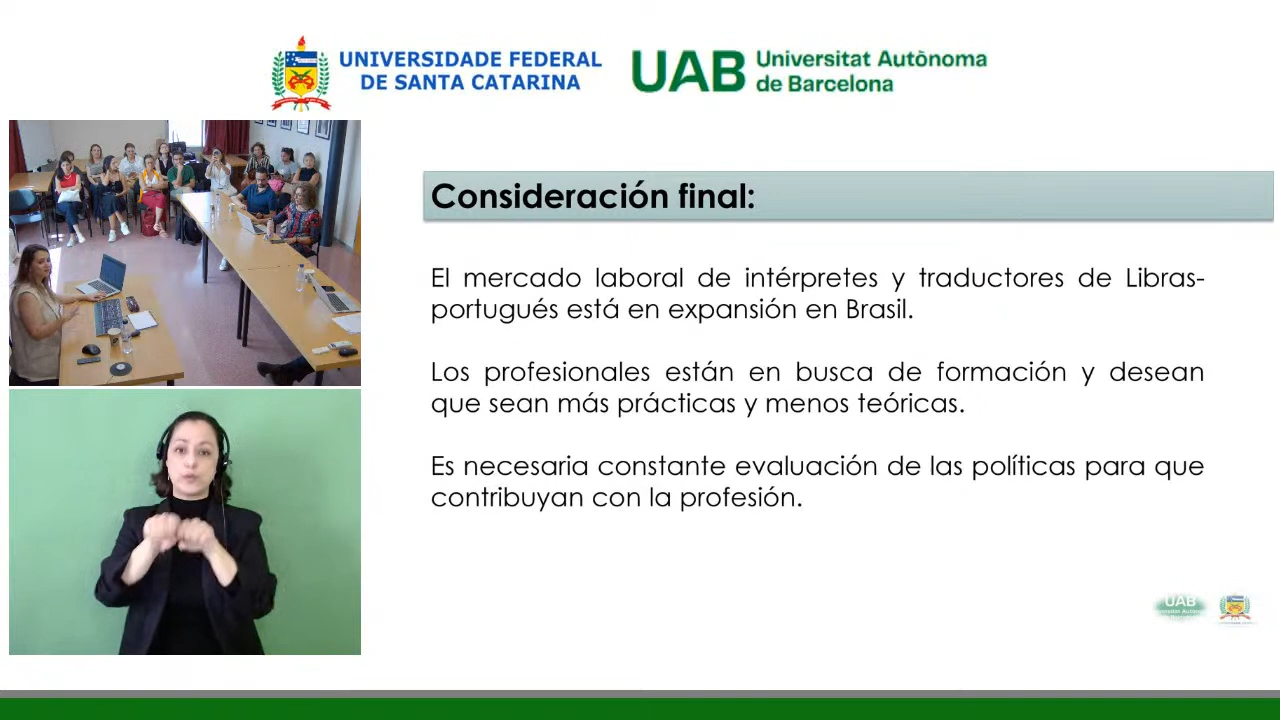 UNIVERSIDADE FEDERAL
DE SANTA CATARINA
UAB
Universitat Autònoma
de Barcelona
Consideración final:
El mercado laboral de intérpretes y traductores de Libras-
portugués está en expansión en Brasil.
Los profesionales están en busca de formación y desean
que sean más prácticas y menos teóricas.
Es necesaria constante evaluación de las políticas para que
contribuyan con la profesión.
UAB